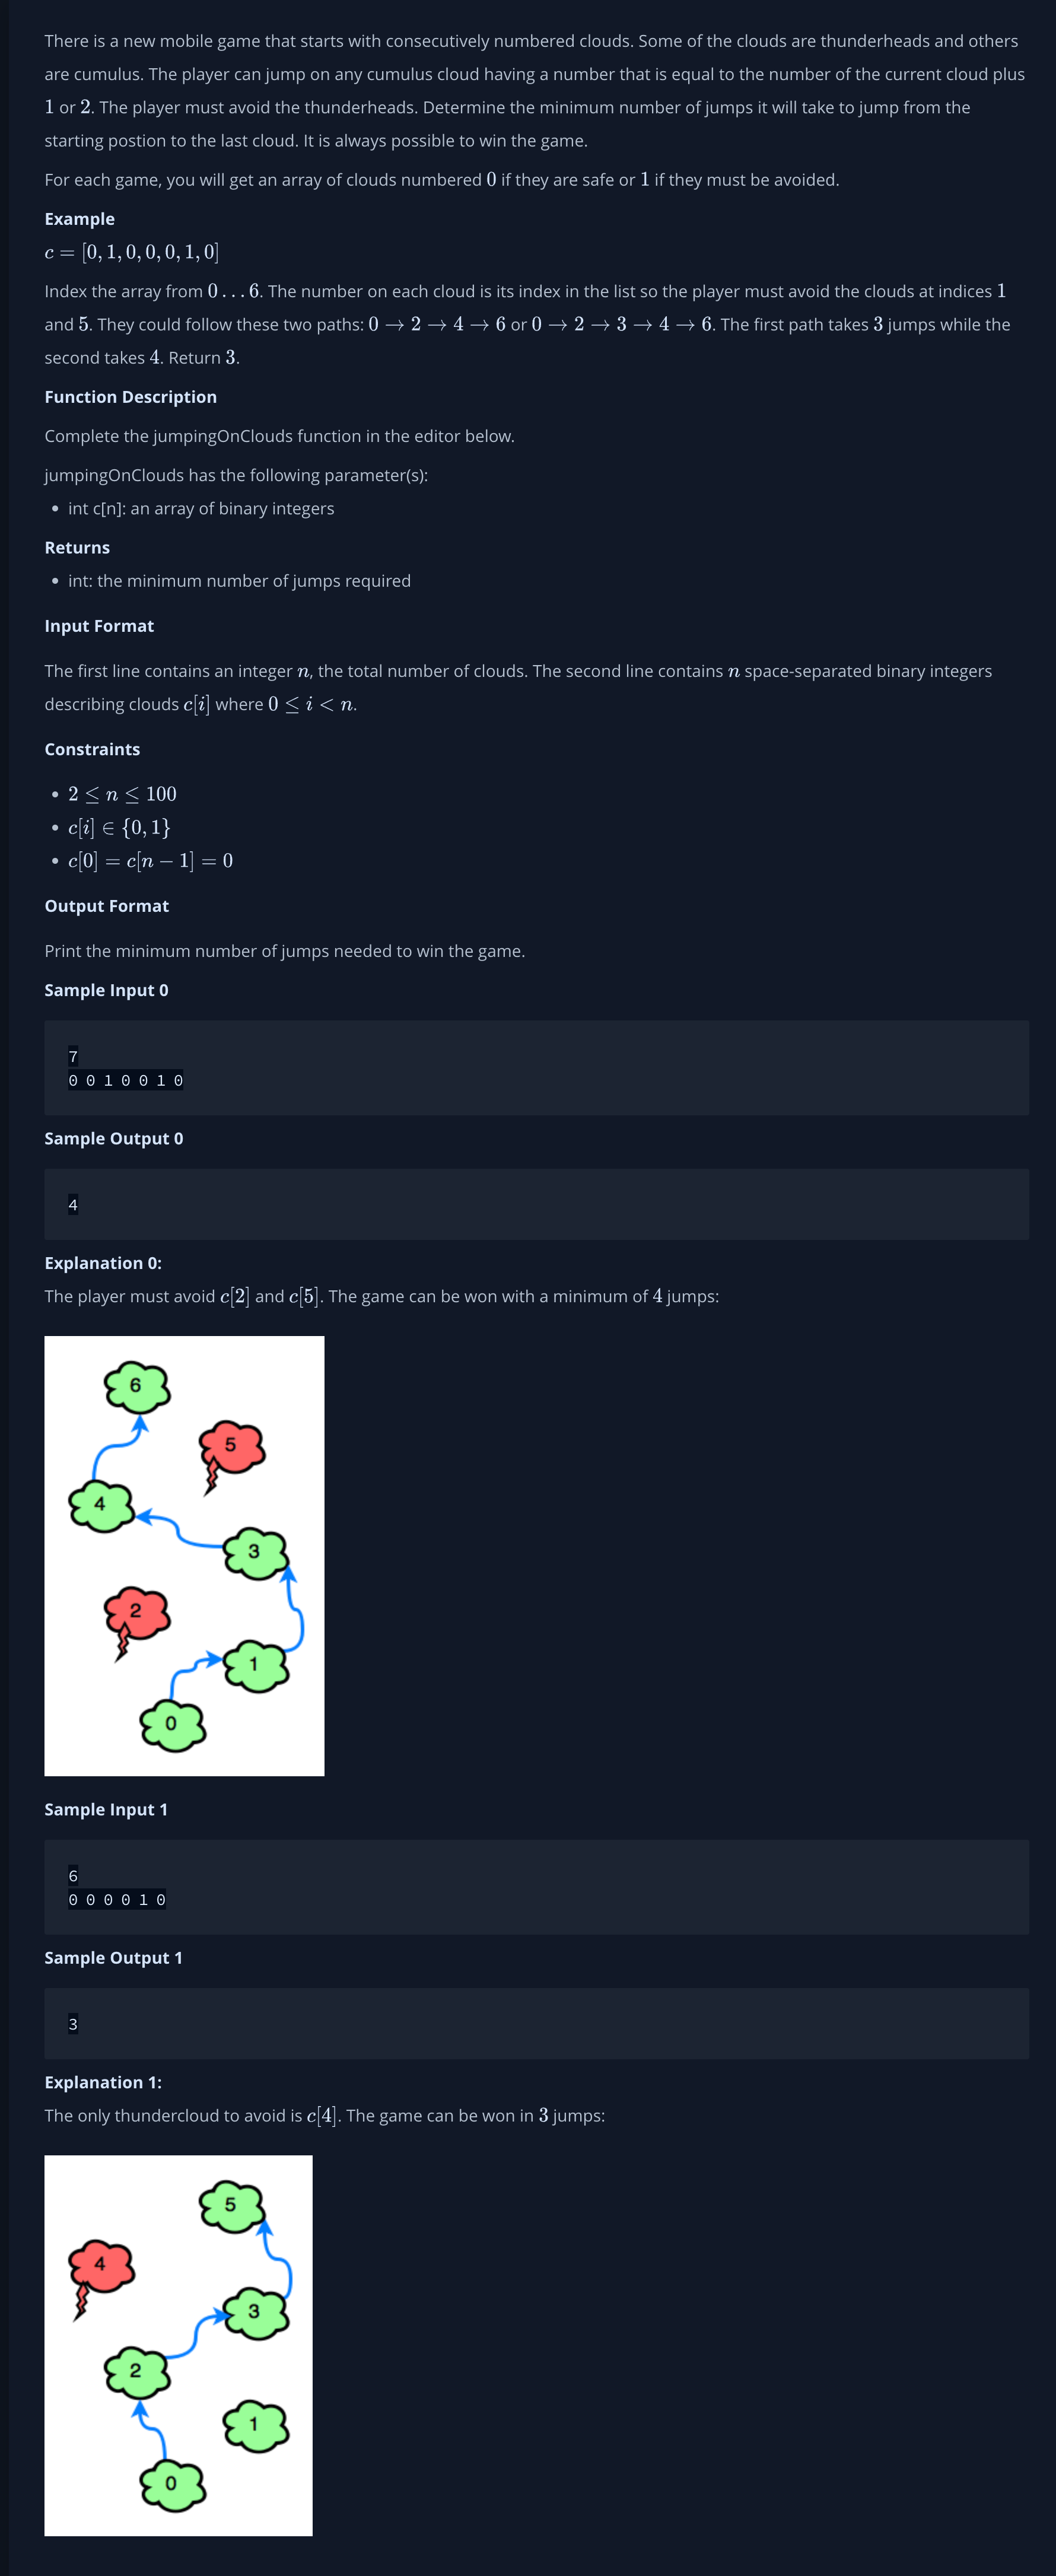 There is a new mobile game that starts with consecutively numbered clouds. Some of the clouds are thunderheads and others
are cumulus. The player can jump on any cumulus cloud having a number that is equal to the number of the current cloud plus
1 or 2. The player must avoid the thunderheads. Determine the minimum number of jumps it will take to jump from the
starting postion to the last cloud. It is always possible to win the game.
For each game, you will get an array of clouds numbered 0 if they are safe or 1 if they must be avoided.
Example
c = [0, 1, 0, 0, 0, 1, 0]
Index the array from 0 . . . 6. The number on each cloud is its index in the list so the player must avoid the clouds at indices 1
and 5. They could follow these two paths: 0 → 2 → 4 → 6 or 0 → 2 → 3 → 4 → 6. The first path takes 3 jumps while the
second takes 4. Return 3.
Function Description
Complete the jumpingOnClouds function in the editor below.
jumpingOnClouds has the following parameter(s):
• int c[n]: an array of binary integers
Returns
• int: the minimum number of jumps required
Input Format
The first line contains an integer n, the total number of clouds. The second line contains n space-separated binary integers
describing clouds c[i] where 0 ≤ i < n.
Constraints
• 2 ≤ n ≤ 100
• c[i] ∈ {0, 1}
• c[0] = c[n − 1] = 0
Output Format
Print the minimum number of jumps needed to win the game.
Sample Input 0
7
0 0 1 0 0 1 0
Sample Output 0
4
Explanation 0:
The player must avoid c[2] and c[5]. The game can be won with a minimum of 4 jumps:
6
5
4
3
2
1
0
Sample Input 1
6
0 0 0 0 1 0
Sample Output 1
3
Explanation 1:
The only thundercloud to avoid is c[4]. The game can be won in 3 jumps:
5
4
3
2
1
0